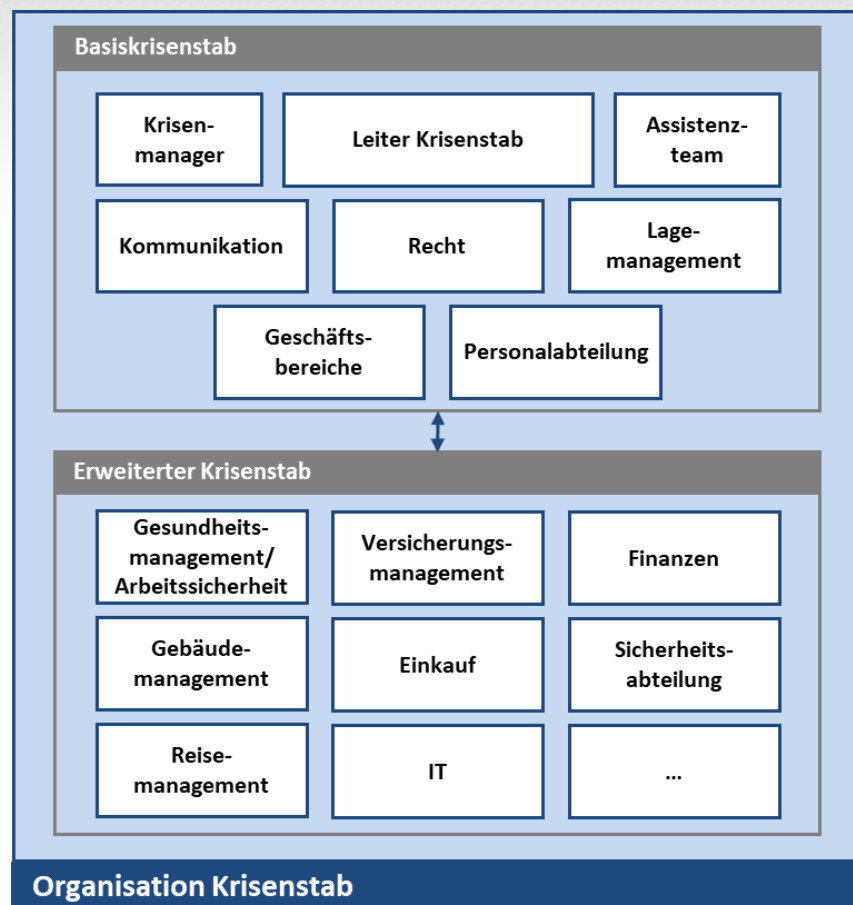 Basiskrisenstab
Krisen-
manager
Leiter Krisenstab
Assistenz-
team
Kommunikation
Recht
Lage-
management
Geschäfts-
bereiche
Personalabteilung
Erweiterter Krisenstab
Gesundheits-
management/
Arbeitssicherheit
Versicherungs-
management
Finanzen
Gebäude-
management
Einkauf
Sicherheits-
abteilung
Reise-
management
IT
...
Organisation Krisenstab